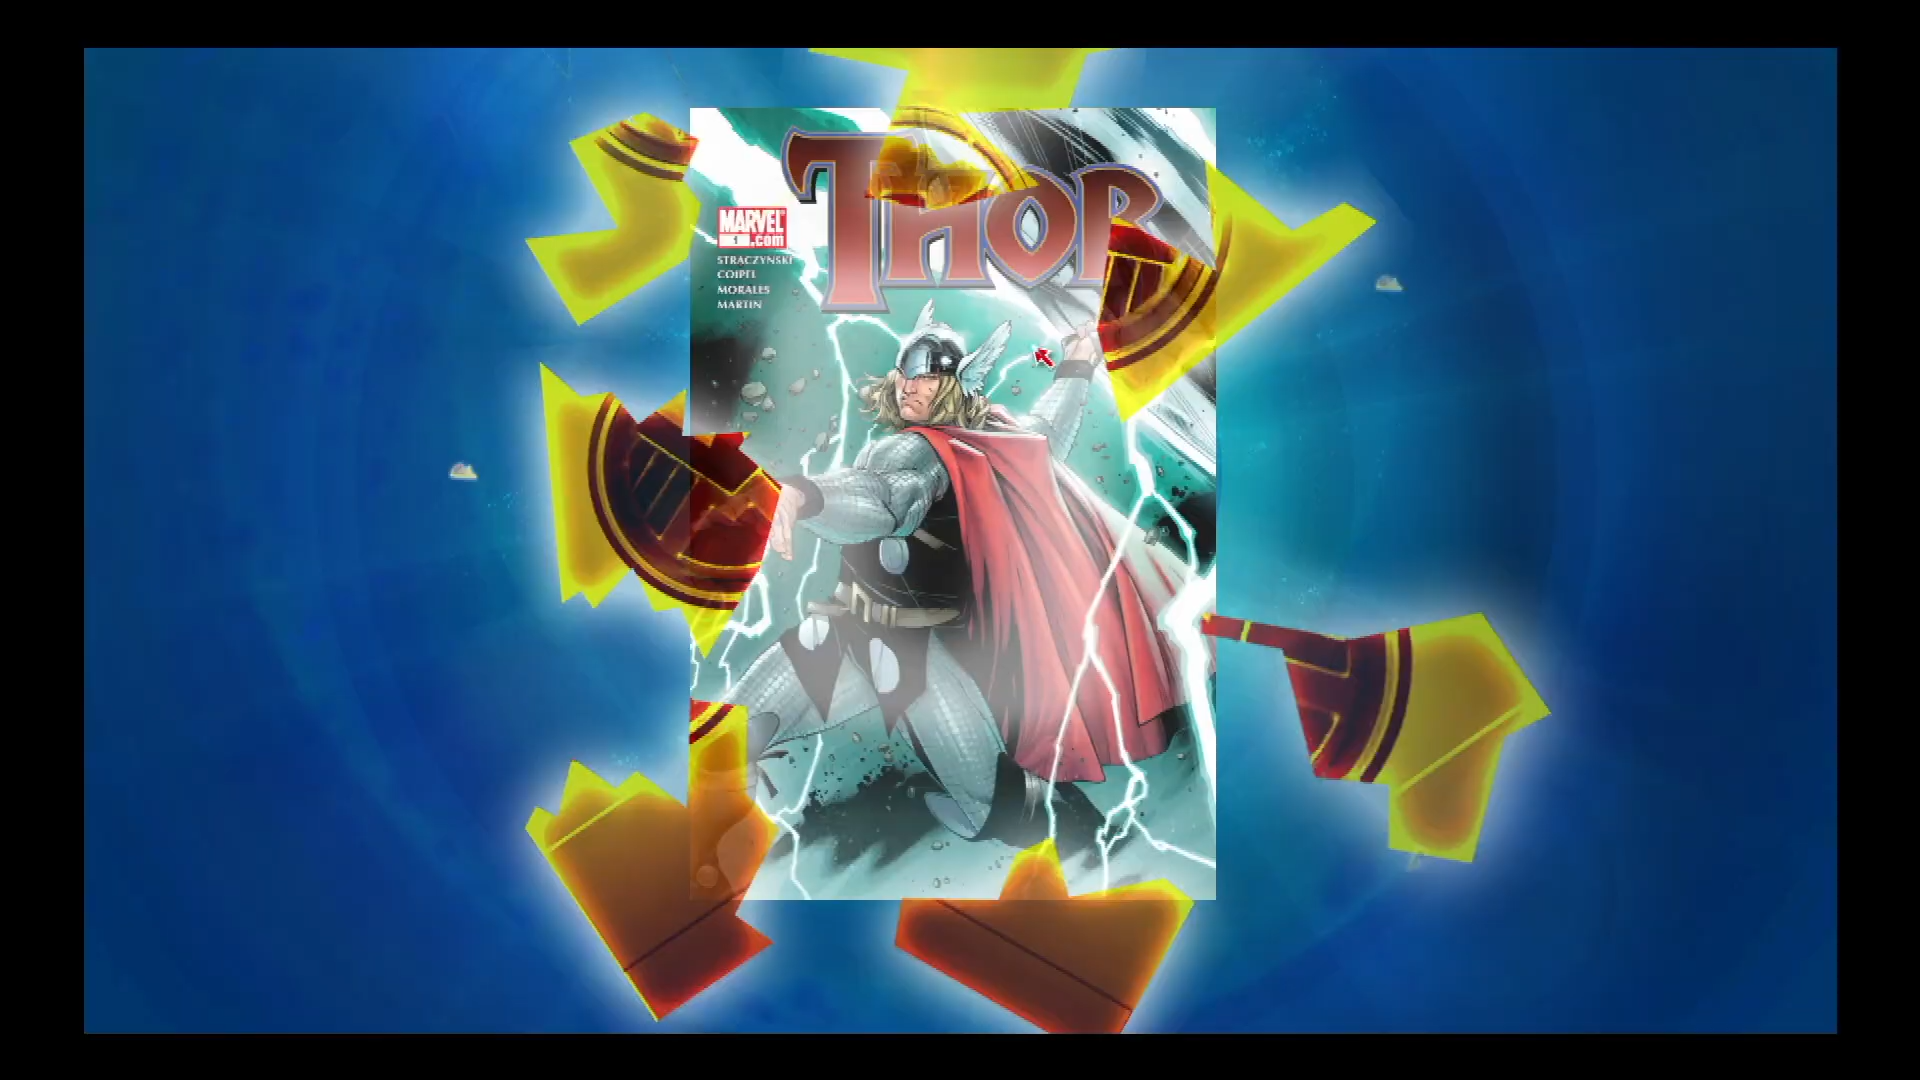 THOR
MARVEL
1 .com
STRACZYNSKI
COIPEL
MORALES
MARTIN